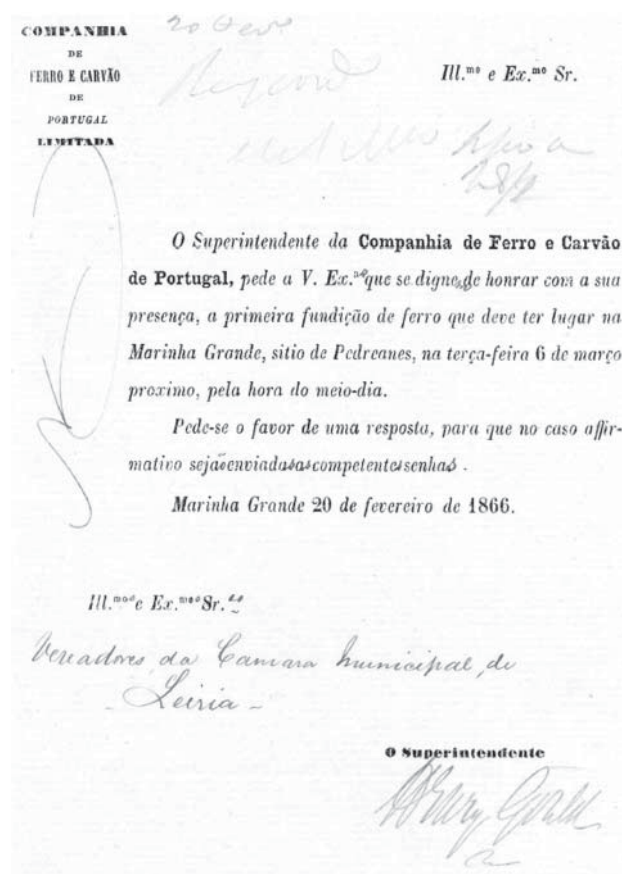 COMPANHIA
DE
FERRO E CARVÃO
DE
PORTUGAL
LIMITADA
Ill.mo e Ex.mo Sr.
O Superintendente da Companhia de Ferro e Carvão
de Portugal, pede a V. Ex.as que se digne de honrar com a sua
presença, a primeira fundição de ferro que deve ter lugar na
Marinha Grande, sitio de Pedreanes, na terça-feira 6 de março
proximo, pela hora do meio-dia.
Pede-se o favor de uma resposta, para que no caso affir-
mativo sejão enviadas as competentes senhas.
Marinha Grande 20 de fevereiro de 1866.
Ill.mos e Ex.mos Sr.es
Vereadores da Camara Municipal de
- Leiria -
O Superintendente